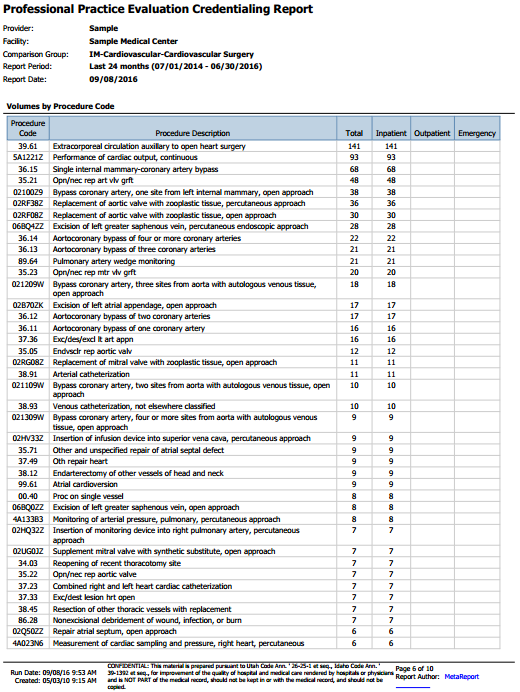 Professional Practice Evaluation Credentialing Report
Provider: Sample
Facility: Sample Medical Center
Comparison Group: IM-Cardiovascular-Cardiovascular Surgery
Report Period: Last 24 months (07/01/2014 - 06/30/2016)
Report Date: 09/08/2016
Volumes by Procedure Code
Procedure Code Procedure Description Total Inpatient Outpatient Emergency
39.61 Extracorporeal circulation auxillary to open heart surgery 141 141
5A1221Z Performance of cardiac output, continuous 93 93
36.15 Single internal mammary-coronary artery bypass 68 68
35.21 Opn/nec rep art vlv grft 48 48
02100Z9 Bypass coronary artery, one site from left internal mammary, open approach 38 38
02RF38Z Replacement of aortic valve with zooplastic tissue, percutaneous approach 36 36
02RF08Z Replacement of aortic valve with zooplastic tissue, open approach 30 30
06BQ4ZZ Excision of left greater saphenous vein, percutaneous endoscopic approach 28 28
36.14 Aortocoronary bypass of four or more coronary arteries 22 22
36.13 Aortocoronary bypass of three coronary arteries 21 21
89.64 Pulmonary artery wedge monitoring 21 21
35.23 Opn/nec rep mtr vlv grft 20 20
021209W Bypass coronary artery, three sites from aorta with autologous venous tissue, 18 18
open approach
02B70ZK Excision of left atrial appendage, open approach 17 17
36.12 Aortocoronary bypass of two coronary arteries 17 17
36.11 Aortocoronary bypass of one coronary artery 16 16
37.36 Exc/des/excl lt art appn 16 16
35.05 Endvsclr rep aortic valv 12 12
02RG08Z Replacement of mitral valve with zooplastic tissue, open approach 11 11
38.91 Arterial catheterization 11 11
021109W Bypass coronary artery, two sites from aorta with autologous venous tissue, open 10 10
approach
38.93 Venous catheterization, not elsewhere classified 10 10
021309W Bypass coronary artery, four or more sites from aorta with autologous venous 9 9
tissue, open approach
02HV33Z Insertion of infusion device into superior vena cava, percutaneous approach 9 9
35.71 Other and unspecified repair of atrial septal defect 9 9
37.49 Oth repair heart 9 9
38.12 Endarterectomy of other vessels of head and neck 9 9
99.61 Atrial cardioversion 9 9
00.40 Proc on single vessel 8 8
06BQ0ZZ Excision of left greater saphenous vein, open approach 8 8
4A133B3 Monitoring of arterial pressure, pulmonary, percutaneous approach 8 8
02HQ32Z Insertion of monitoring device into right pulmonary artery, percutaneous 7 7
approach
02UG0JZ Supplement mitral valve with synthetic substitute, open approach 7 7
34.03 Reopening of recent thoracotomy site 7 7
35.22 Opn/nec rep aortic valve 7 7
37.23 Combined right and left heart cardiac catheterization 7 7
37.33 Exc/dest lesion hrt open 7 7
38.45 Resection of other thoracic vessels with replacement 7 7
86.28 Nonexcisional debridement of wound, infection, or burn 7 7
02Q50ZZ Repair atrial septum, open approach 6 6
4A023N6 Measurement of cardiac sampling and pressure, right heart, percutaneous 6 6
Run Date: 09/08/16 9:53 AM
Created: 05/03/10 9:15 AM
CONFIDENTIAL: This material is prepared pursuant to Utah Code Ann. ' 26-25-1 et seq., Idaho Code Ann. '
39-1392 et seq., for improvement of the quality of hospital and medical care rendered by hospitals or physicians
and is NOT PART of the medical record, should not be kept in or with the medical record, and should not be
copied.
Page 6 of 10
Report Author: MetaReport